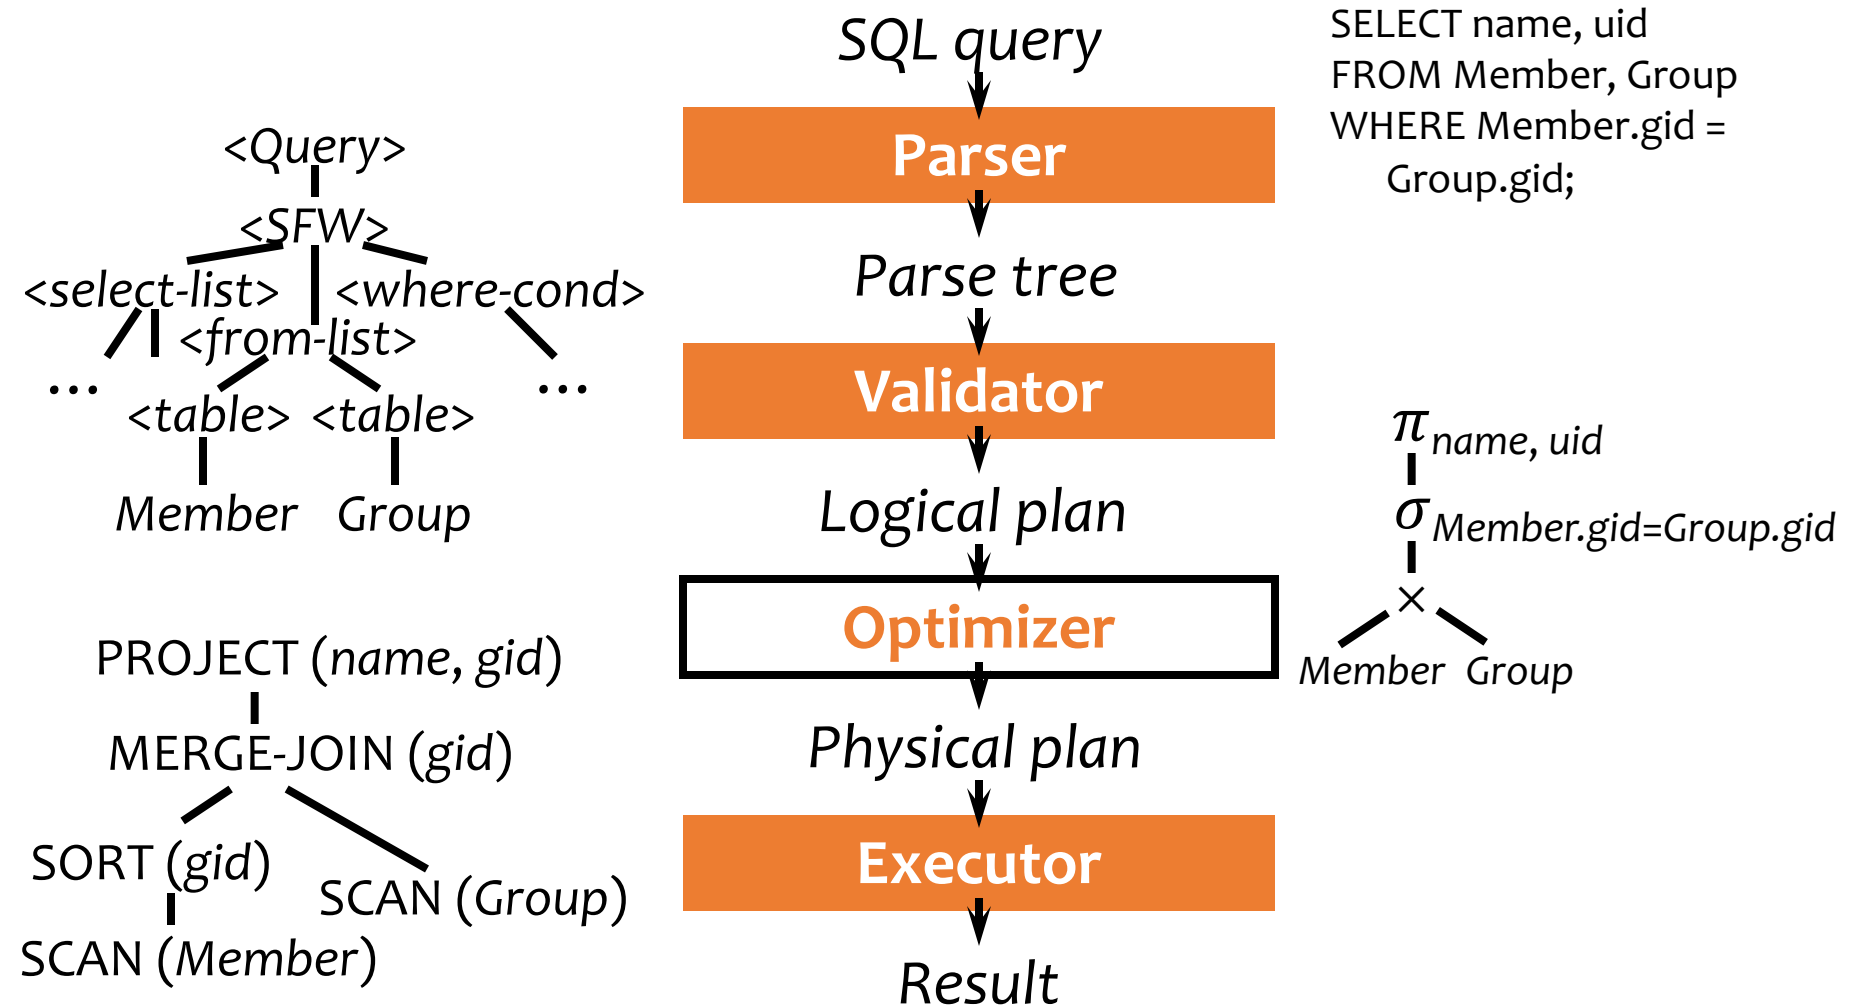 SQL query
Parser
Parse tree
Validator
Logical plan
Optimizer
Physical plan
Executor
Result
SELECT name, uid
FROM Member, Group
WHERE Member.gid =
Group.gid;
<Query>
<SFW>
<select-list> <where-cond>
<from-list>
... ...
<table> <table>
Member Group
π name, uid
σ Member.gid=Group.gid
×
Member Group
PROJECT (name, gid)
MERGE-JOIN (gid)
SORT (gid)
SCAN (Group)
SCAN (Member)